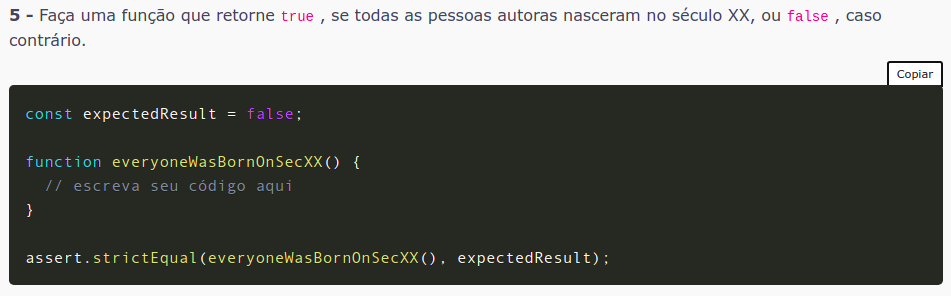 5 - Faça uma função que retorne true , se todas as pessoas autoras nasceram no século XX, ou false , caso
contrário.
Copiar
const expectedResult = false;
function everyoneWasBornOnSecXX() {
// escreva seu código aqui
}
assert.strictEqual(everyoneWasBornOnSecXX(), expectedResult);